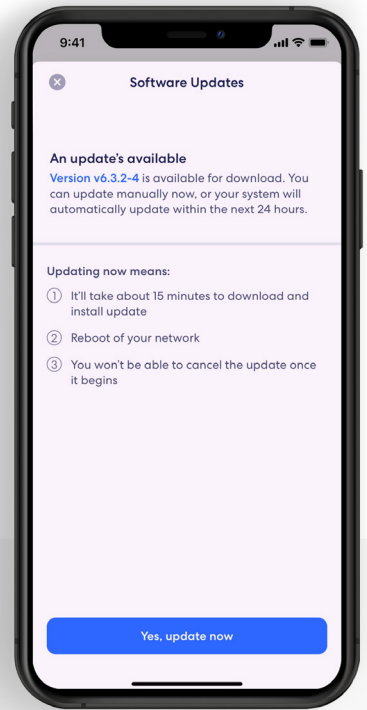 9:41
Software Updates
An update's available
Version v6.3.2-4 is available for download. You
can update manually now, or your system will
automatically update within the next 24 hours.
Updating now means:
1 It'll take about 15 minutes to download and
install update
2 Reboot of your network
3 You won't be able to cancel the update once
it begins
Yes, update now